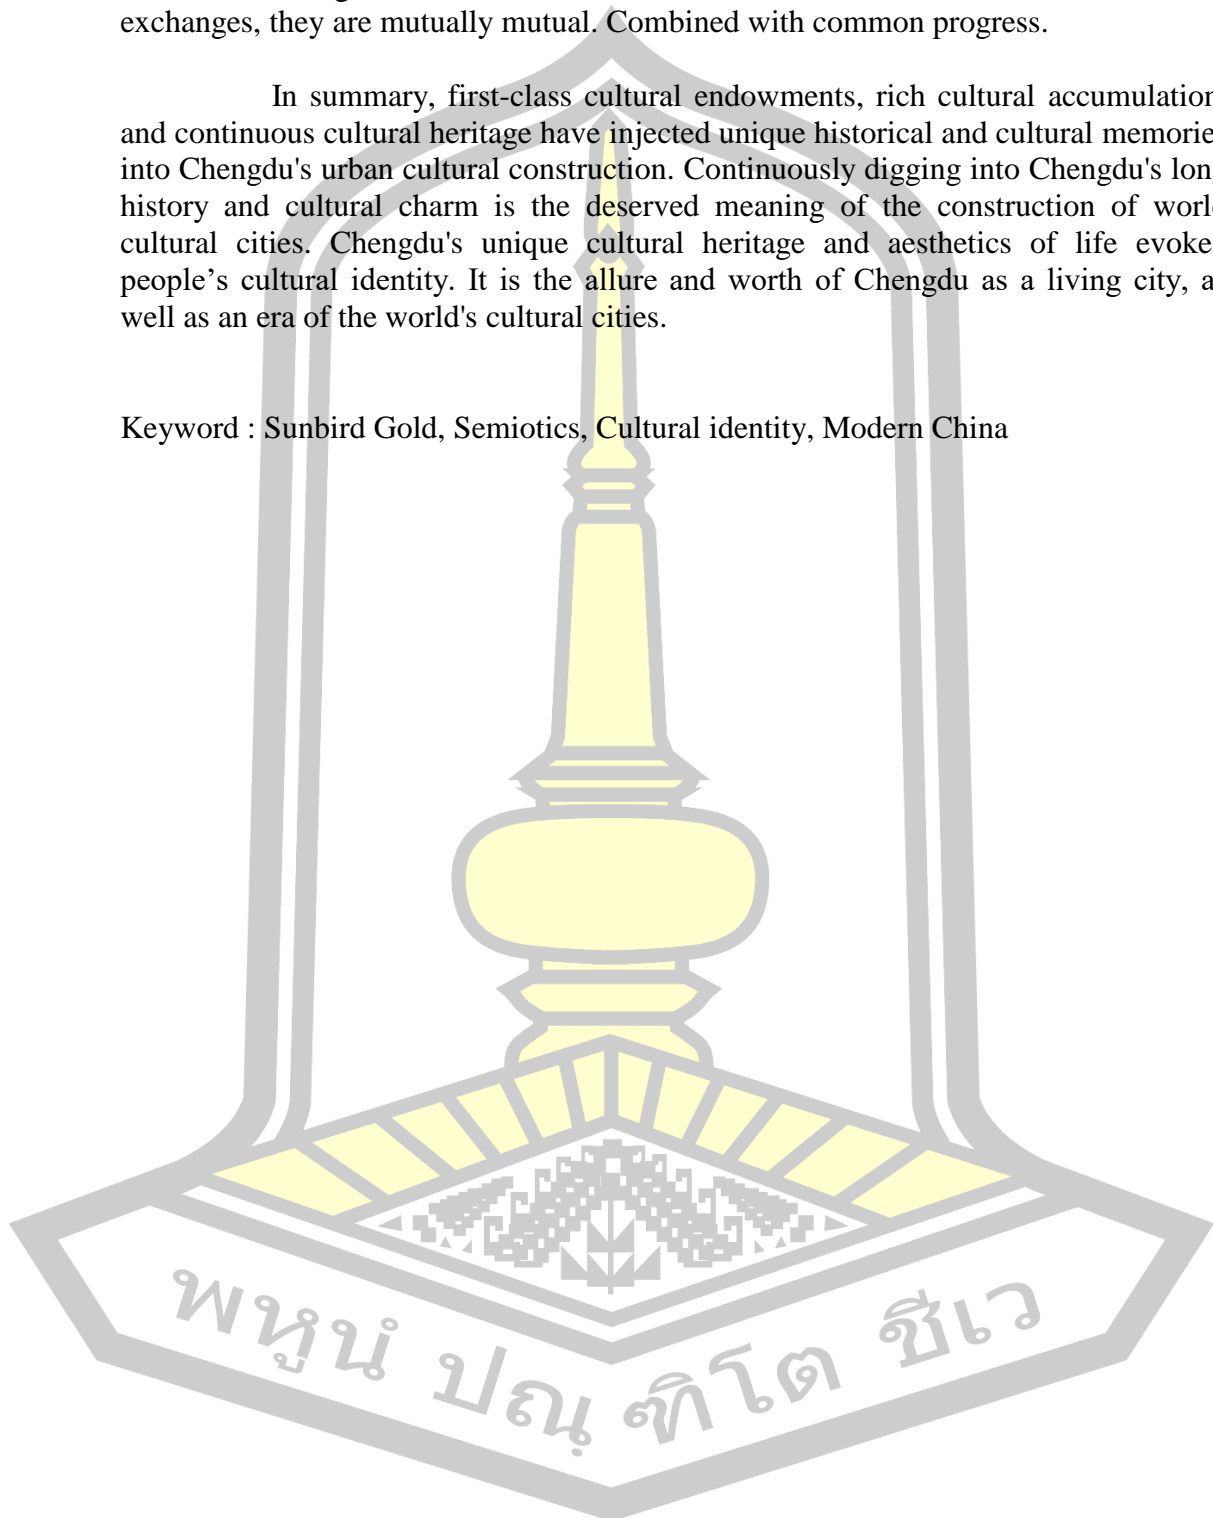 exchanges, they are mutually mutual. Combined with common progress.
In summary, first-class cultural endowments, rich cultural accumulation
and continuous cultural heritage have injected unique historical and cultural memorie
into Chengdu's urban cultural construction. Continuously digging into Chengdu's lon
history and cultural charm is the deserved meaning of the construction of worl
cultural cities. Chengdu's unique cultural heritage and aesthetics of life evoke
people’s cultural identity. It is the allure and worth of Chengdu as a living city, a
well as an era of the world's cultural cities.
Keyword : Sunbird Gold, Semiotics, Cultural identity, Modern China
พหูนํ ปณฺฑิโต ชีเว